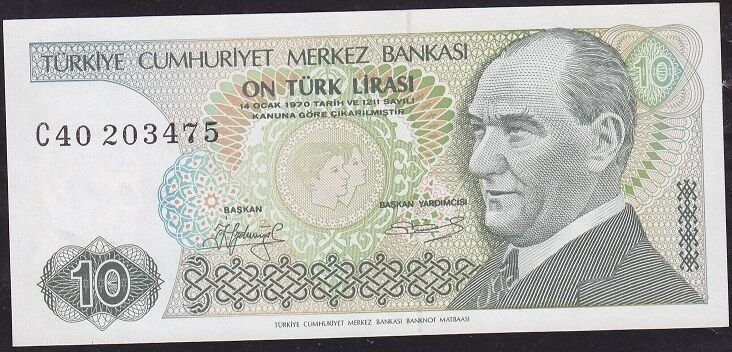 TÜRKİYE CUMHURİYET MERKEZ BANKASI
10
ON TÜRK LİRASI
14 OCAK 1970 TARİH VE 1211 SAYILI
KANUNA GÖRE ÇIKARILMIŞTIR
C40 203475
BAŞKAN
BAŞKAN YARDIMCISI
10
TÜRKİYE CUMHURİYET MERKEZ BANKASI BANKNOT MATBAASI